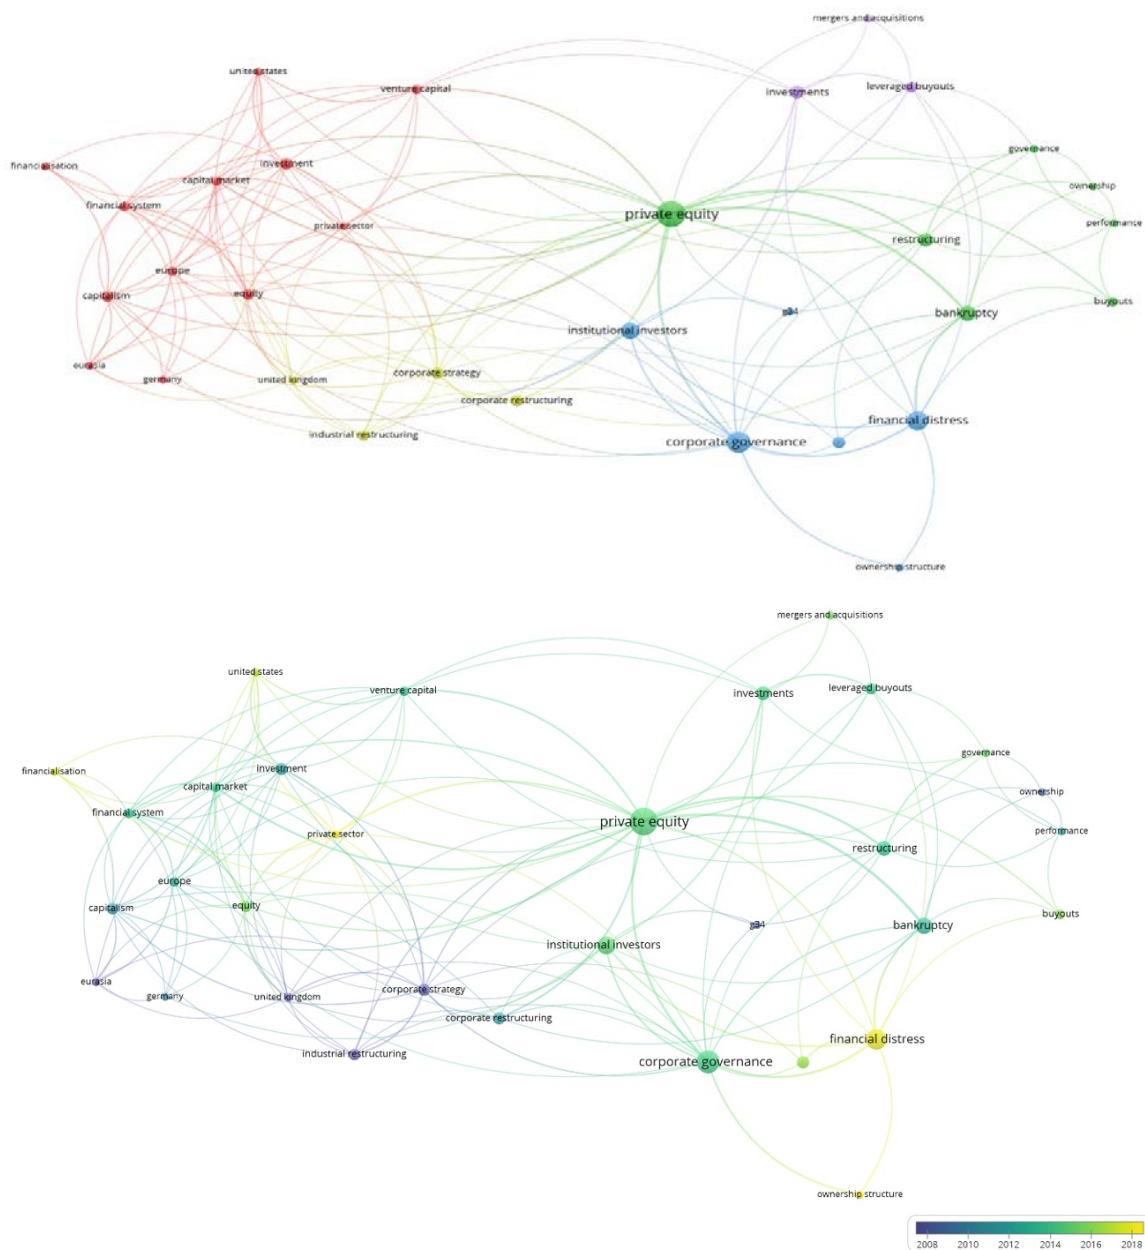 mergers and acquisitions
united states
venture capital
investments
leveraged buyouts
governance
financialisation
investment
capital market
ownership
financial system
private equity
performance
private sector
restructuring
europe
capitalism
equity
buyouts
g34
bankruptcy
institutional investors
eurasia
germany
united kingdom
corporate strategy
corporate restructuring
financial distress
industrial restructuring
corporate governance
ownership structure
mergers and acquisitions
united states
venture capital
investments
leveraged buyouts
governance
financialisation
investment
capital market
ownership
financial system
private equity
performance
private sector
restructuring
europe
capitalism
equity
buyouts
g34
bankruptcy
institutional investors
eurasia
germany
united kingdom
corporate strategy
corporate restructuring
financial distress
industrial restructuring
corporate governance
ownership structure
2008 2010 2012 2014 2016 2018